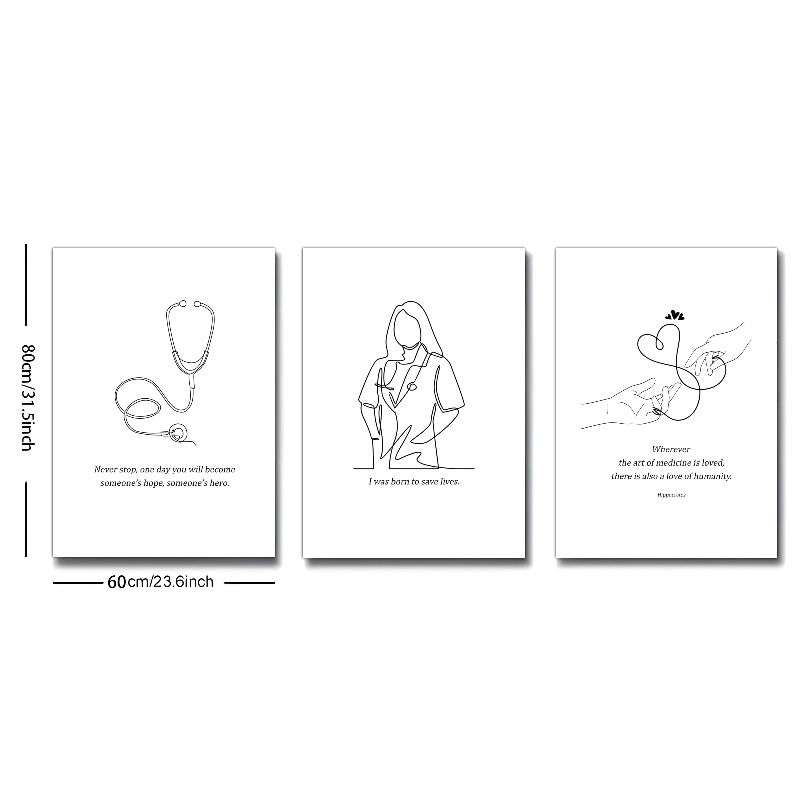 80cm/31.5inch
Never stop, one day you will become
someone's hope, someone's hero.
I was born to save lives.
Wherever
the art of medicine is loved,
there is also a love of humanity.
Hippocrates
60cm/23.6inch